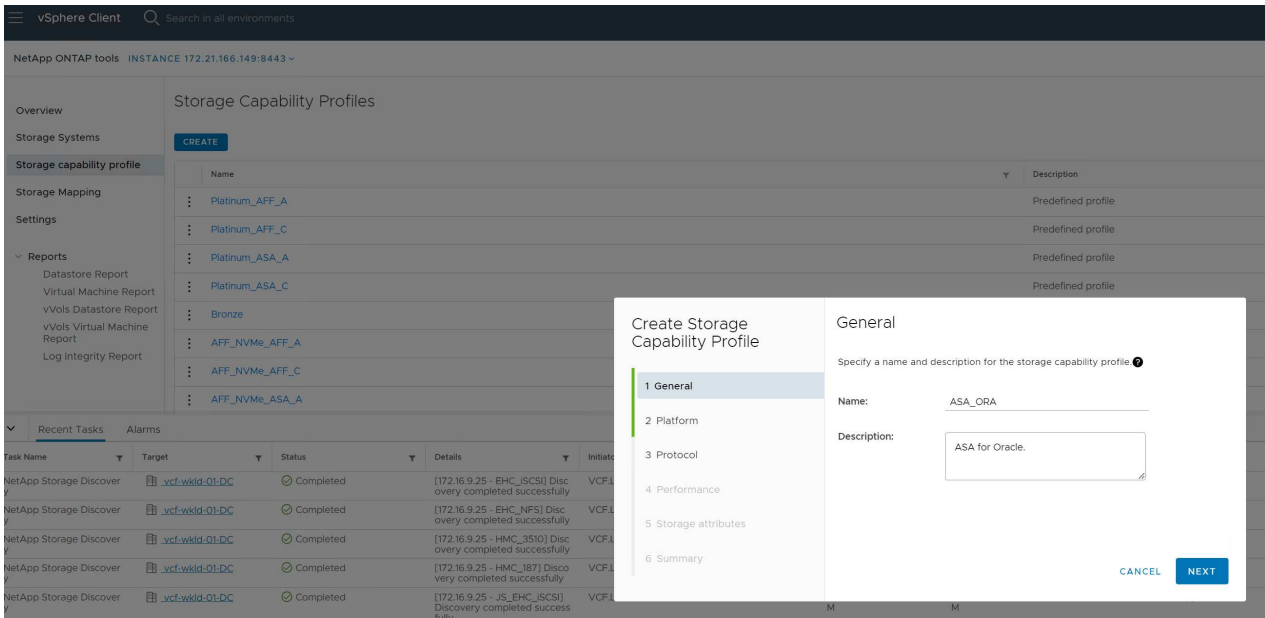 vSphere Client
Search in all environments
NetApp ONTAP tools INSTANCE 172.21.166.149:8443
Overview
Storage Systems
Storage capability profile
Storage Mapping
Settings
Reports
Datastore Report
Virtual Machine Report
vVols Datastore Report
vVols Virtual Machine
Report
Log Integrity Report
Storage Capability Profiles
CREATE
Name Description
Platinum_AFF_A Predefined profile
Platinum_AFF_C Predefined profile
Platinum_ASA_A Predefined profile
Platinum_ASA_C Predefined profile
Bronze
AFF_NVMe_AFF_A
AFF_NVMe_AFF_C
AFF_NVMe_ASA_A
Create Storage
Capability Profile
1 General
2 Platform
3 Protocol
4 Performance
5 Storage attributes
6 Summary
General
Specify a name and description for the storage capability profile.
Name: ASA_ORA
Description: ASA for Oracle.
CANCEL NEXT
Recent Tasks Alarms
Task Name Target Status Details Initiato
NetApp Storage Discover
y vcf-wkld-01-DC Completed [172.16.9.25 - EHC_iSCSI] Disc
overy completed successfully VCF.L
NetApp Storage Discover
y vcf-wkld-01-DC Completed [172.16.9.25 - EHC_NFS] Disc
overy completed successfully VCF.L
NetApp Storage Discover
y vcf-wkld-01-DC Completed [172.16.9.25 - HMC_3510] Disc
overy completed successfully VCF.L
NetApp Storage Discover
y vcf-wkld-01-DC Completed [172.16.9.25 - HMC_187] Disco
very completed successfully VCF.L
NetApp Storage Discover
y vcf-wkld-01-DC Completed [172.16.9.25 - JS_EHC_iSCSI]
Discovery completed success
fully VCF.L
M M